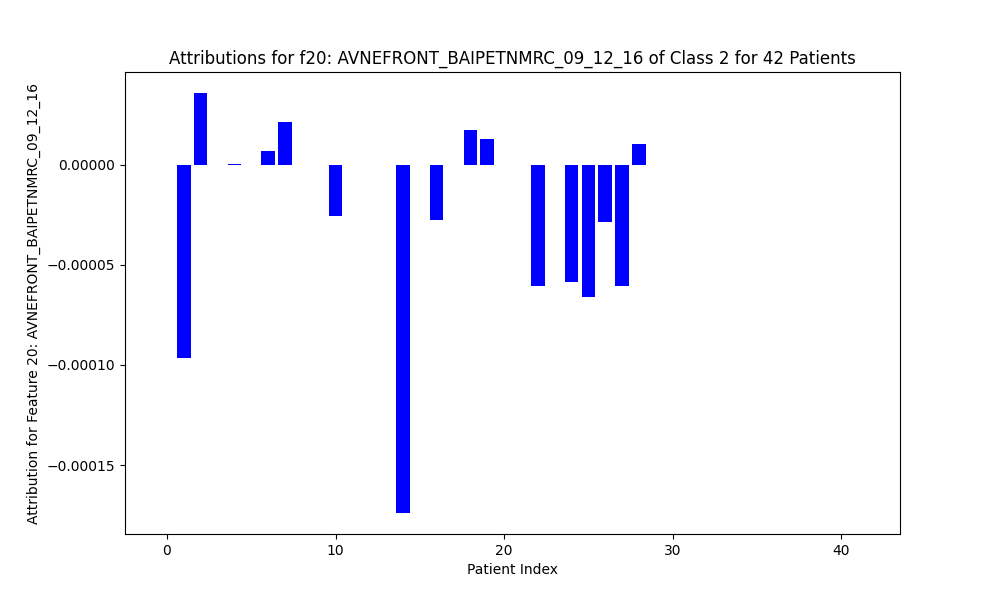 Attributions for f20: AVNEFRONT_BAIPETNMRC_09_12_16 of Class 2 for 42 Patients
Attribution for Feature 20: AVNEFRONT_BAIPETNMRC_09_12_16
0.00000
−0.00005
−0.00010
−0.00015
0 10 20 30 40
Patient Index